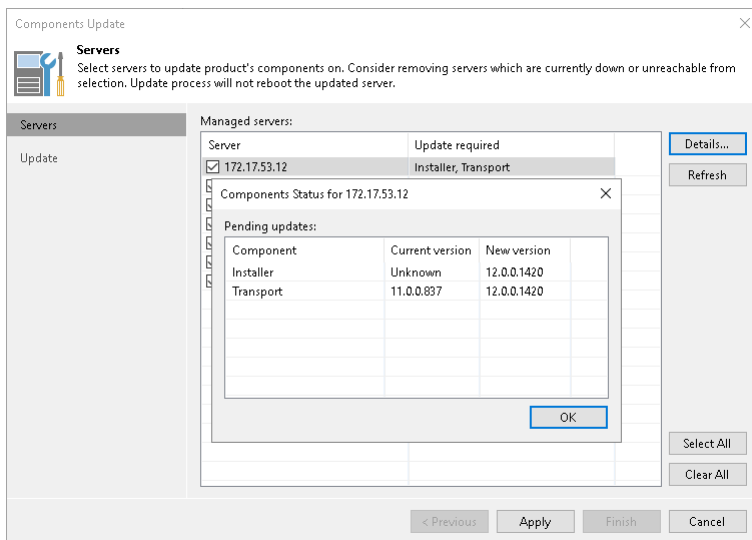 Components Update
Servers
Select servers to update product's components on. Consider removing servers which are currently down or unreachable from
selection. Update process will not reboot the updated server.
Servers
Update
Managed servers:
Server Update required
172.17.53.12 Installer, Transport
Details...
Refresh
Components Status for 172.17.53.12
Pending updates:
Component Current version New version
Installer Unknown 12.0.0.1420
Transport 11.0.0.837 12.0.0.1420
OK
Select All
Clear All
< Previous Apply Finish Cancel